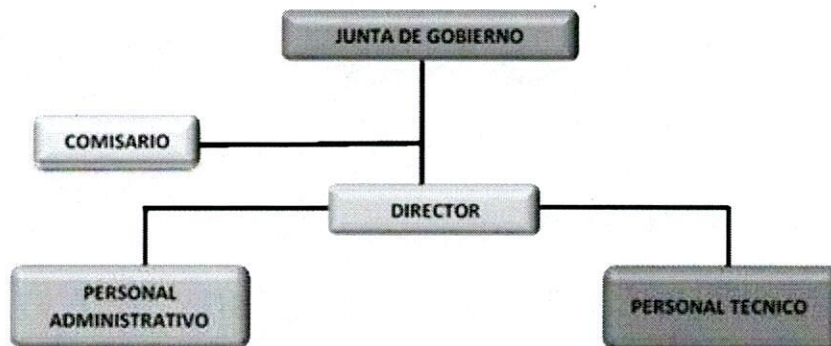 JUNTA DE GOBIERNO
COMISARIO
DIRECTOR
PERSONAL
ADMINISTRATIVO
PERSONAL TECNICO